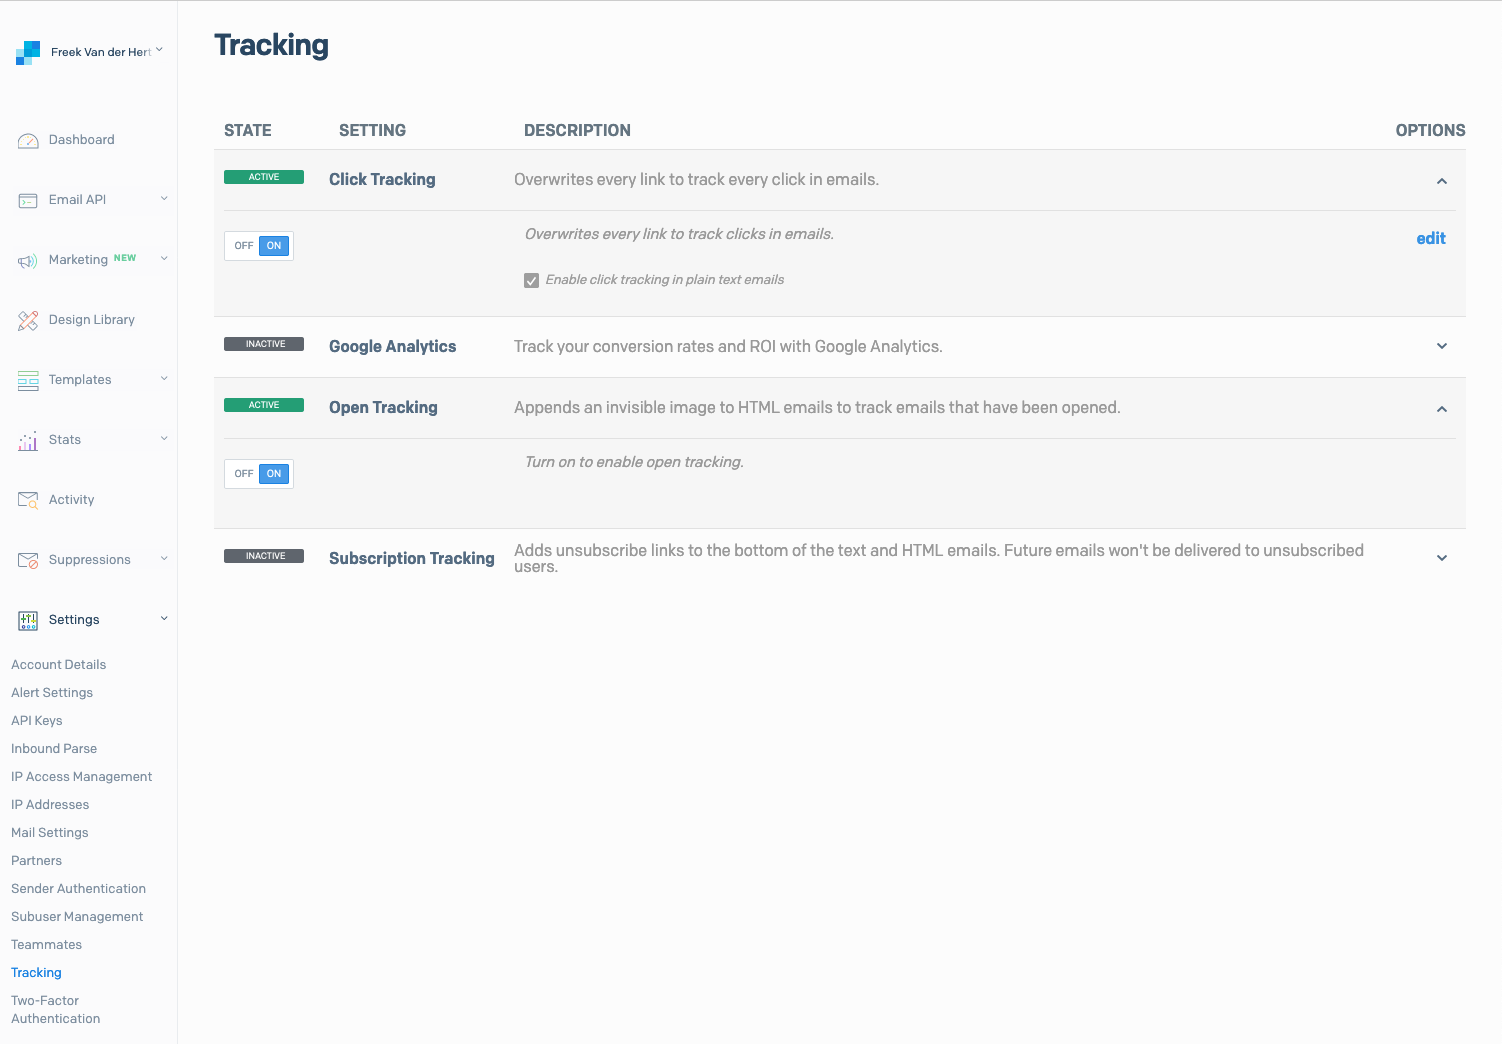 Freek Van der Hert
Dashboard
Email API
Marketing NEW
Design Library
Templates
Stats
Activity
Suppressions
Settings
Account Details
Alert Settings
API Keys
Inbound Parse
IP Access Management
IP Addresses
Mail Settings
Partners
Sender Authentication
Subuser Management
Teammates
Tracking
Two-Factor
Authentication
Tracking
STATE SETTING DESCRIPTION OPTIONS
ACTIVE Click Tracking Overwrites every link to track every click in emails.
OFF ON Overwrites every link to track clicks in emails. edit
Enable click tracking in plain text emails
INACTIVE Google Analytics Track your conversion rates and ROI with Google Analytics.
ACTIVE Open Tracking Appends an invisible image to HTML emails to track emails that have been opened.
OFF ON Turn on to enable open tracking.
INACTIVE Subscription Tracking Adds unsubscribe links to the bottom of the text and HTML emails. Future emails won't be delivered to unsubscribed
users.